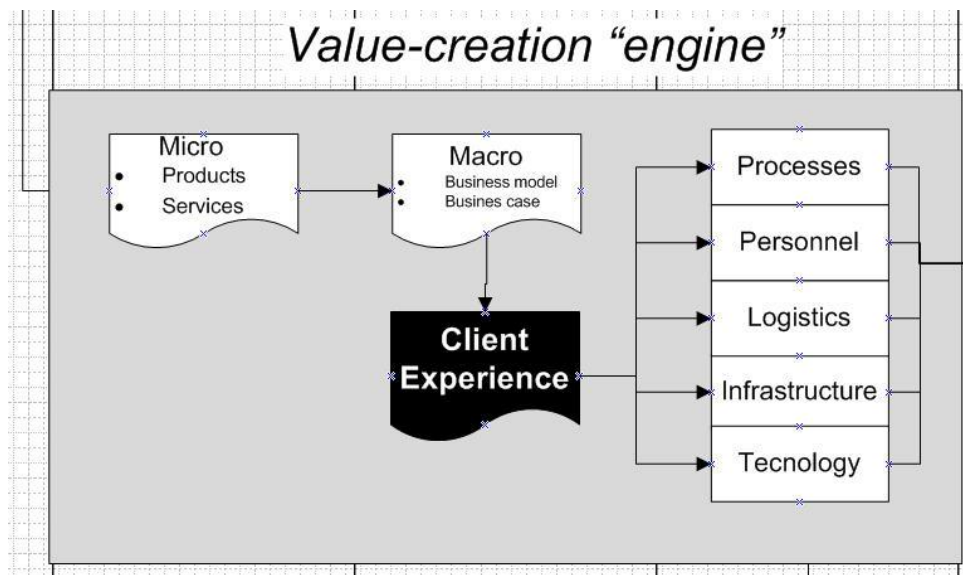 Value-creation “engine”
Micro
• Products
• Services
Macro
• Business model
• Busines case
Client
Experience
Processes
Personnel
Logistics
Infrastructure
Tecnology